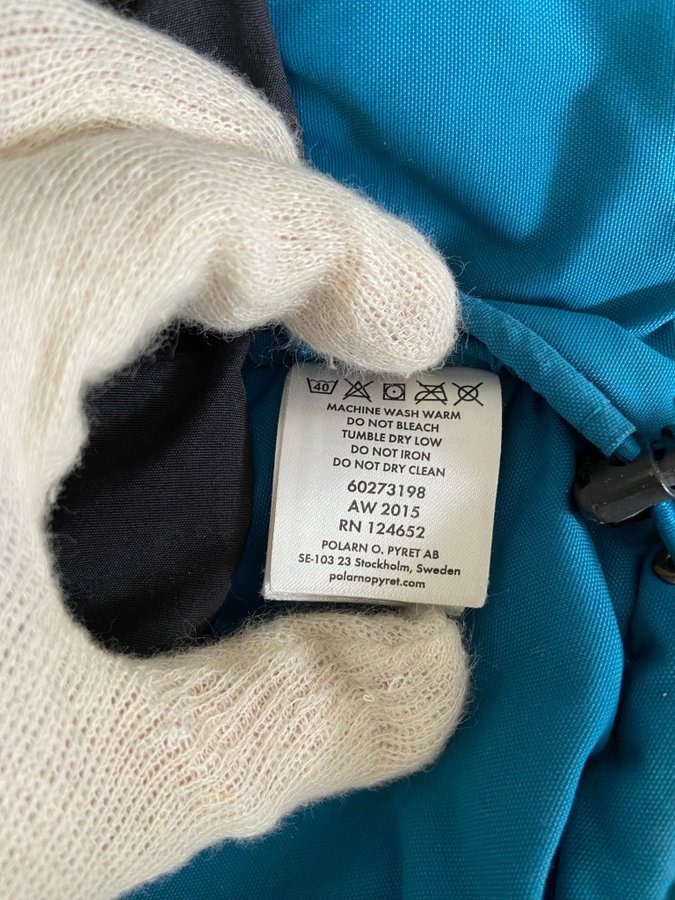 40
MACHINE WASH WARM
DO NOT BLEACH
TUMBLE DRY LOW
DO NOT IRON
DO NOT DRY CLEAN
60273198
AW 2015
RN 124652
POLARN O. PYRET AB
SE-103 23 Stockholm, Sweden
polarnopyret.com